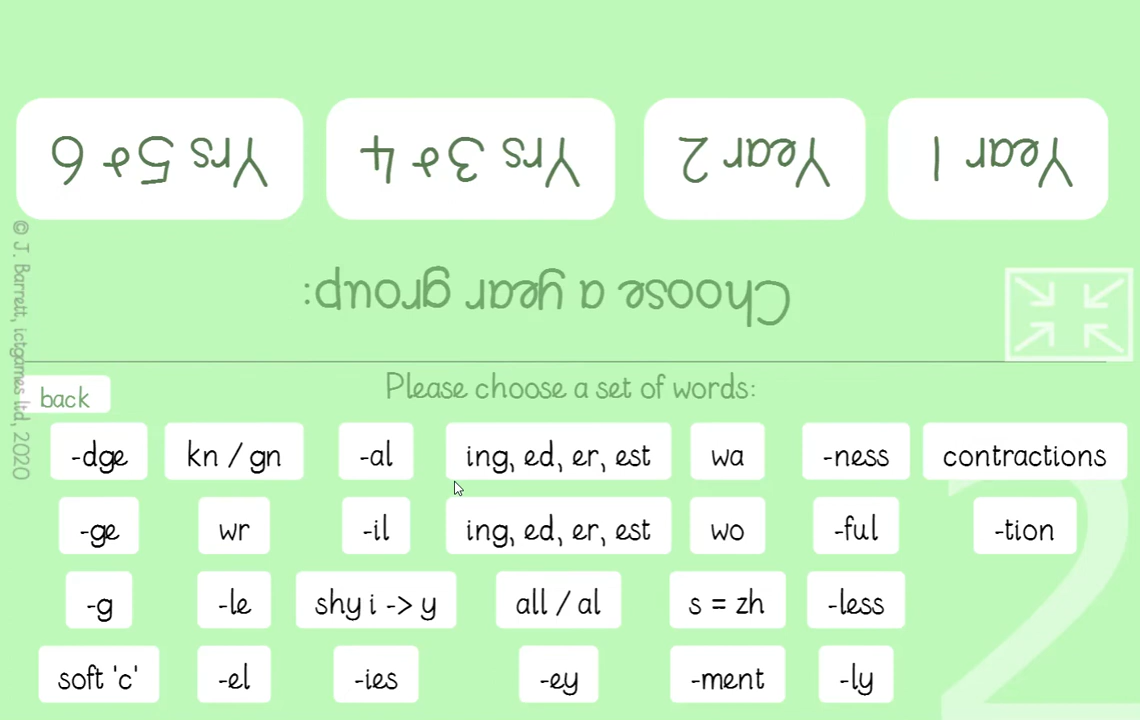 Yrs 5 & 6 Yrs 3 & 4 Year 2 Year 1
Choose a year group:
© J. Barrett, ictgames ltd, 2020
back
Please choose a set of words:
-dge kn / gn -al ing, ed, er, est wa -ness contractions
-ge wr -il ing, ed, er, est wo -ful -tion
-g -le shy i -> y all / al s = zh -less
soft 'c' -el -ies -ey -ment -ly
2